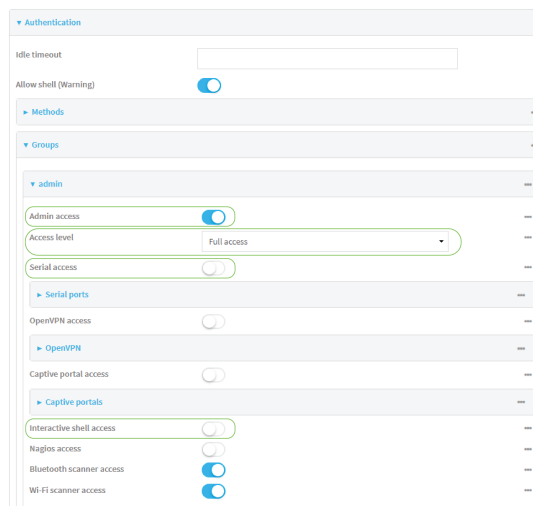 Authentication
Idle timeout
Allow shell (Warning)
Methods
Groups
admin
Admin access
Access level Full access
Serial access
Serial ports
OpenVPN access
OpenVPN
Captive portal access
Captive portals
Interactive shell access
Nagios access
Bluetooth scanner access
Wi-Fi scanner access